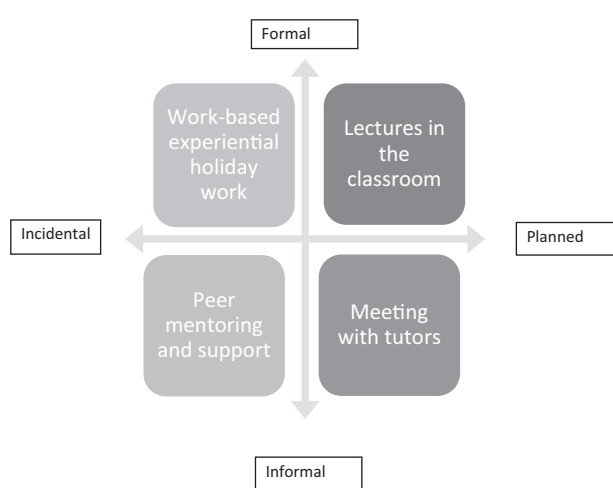 Formal
Work-based
experiential
holiday
work
Lectures in
the
classroom
Incidental
Planned
Peer
mentoring
and support
Meeting
with tutors
Informal